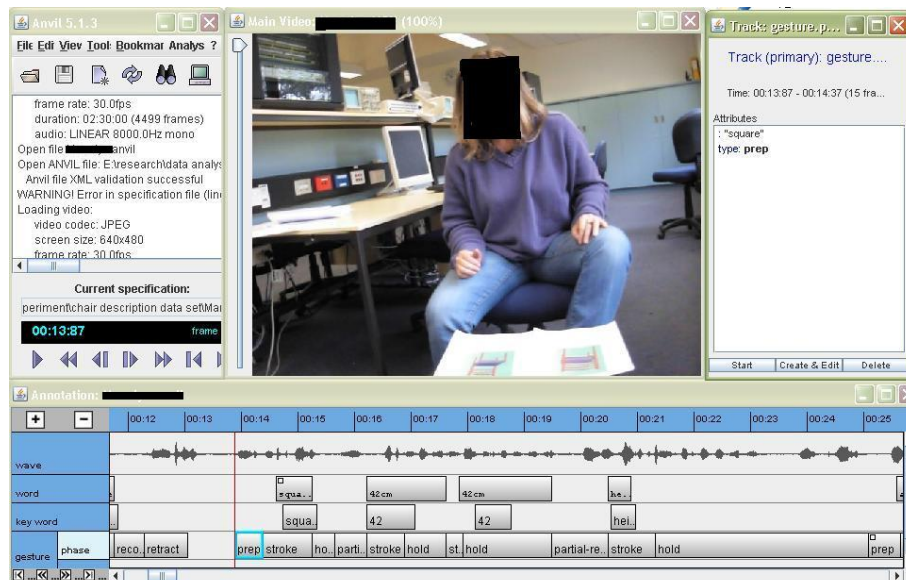 Anvil 5.1.3
File Edi View Tool: Bookmar Analys ?
frame rate: 30.0fps
duration: 02:30:00 (4499 frames)
audio: LINEAR 8000.0Hz mono
Open file anvil
Open ANVIL file: E:\research\data analys
Anvil file XML validation successful
WARNING! Error in specification file (line
Loading video:
video codec: JPEG
screen size: 640x480
frame rate: 30.0fps
Current specification:
periment\chair description data set\Mar
00:13:87 frame
Main Video: (100%)
Track: gesture.p...
Track (primary): gesture....
Time: 00:13:87 - 00:14:37 (15 fra...
Attributes
: "square"
type: prep
Start Create & Edit Delete
Annotation:
+ - 00:12 00:13 00:14 00:15 00:16 00:17 00:18 00:19 00:20 00:21 00:22 00:23 00:24 00:25
wave
word squa.. 42cm 42cm he..
key word squa.. 42 42 hei..
gesture phase reco.. retract prep stroke ho.. parti.. stroke hold st.. hold partial-re.. stroke hold prep